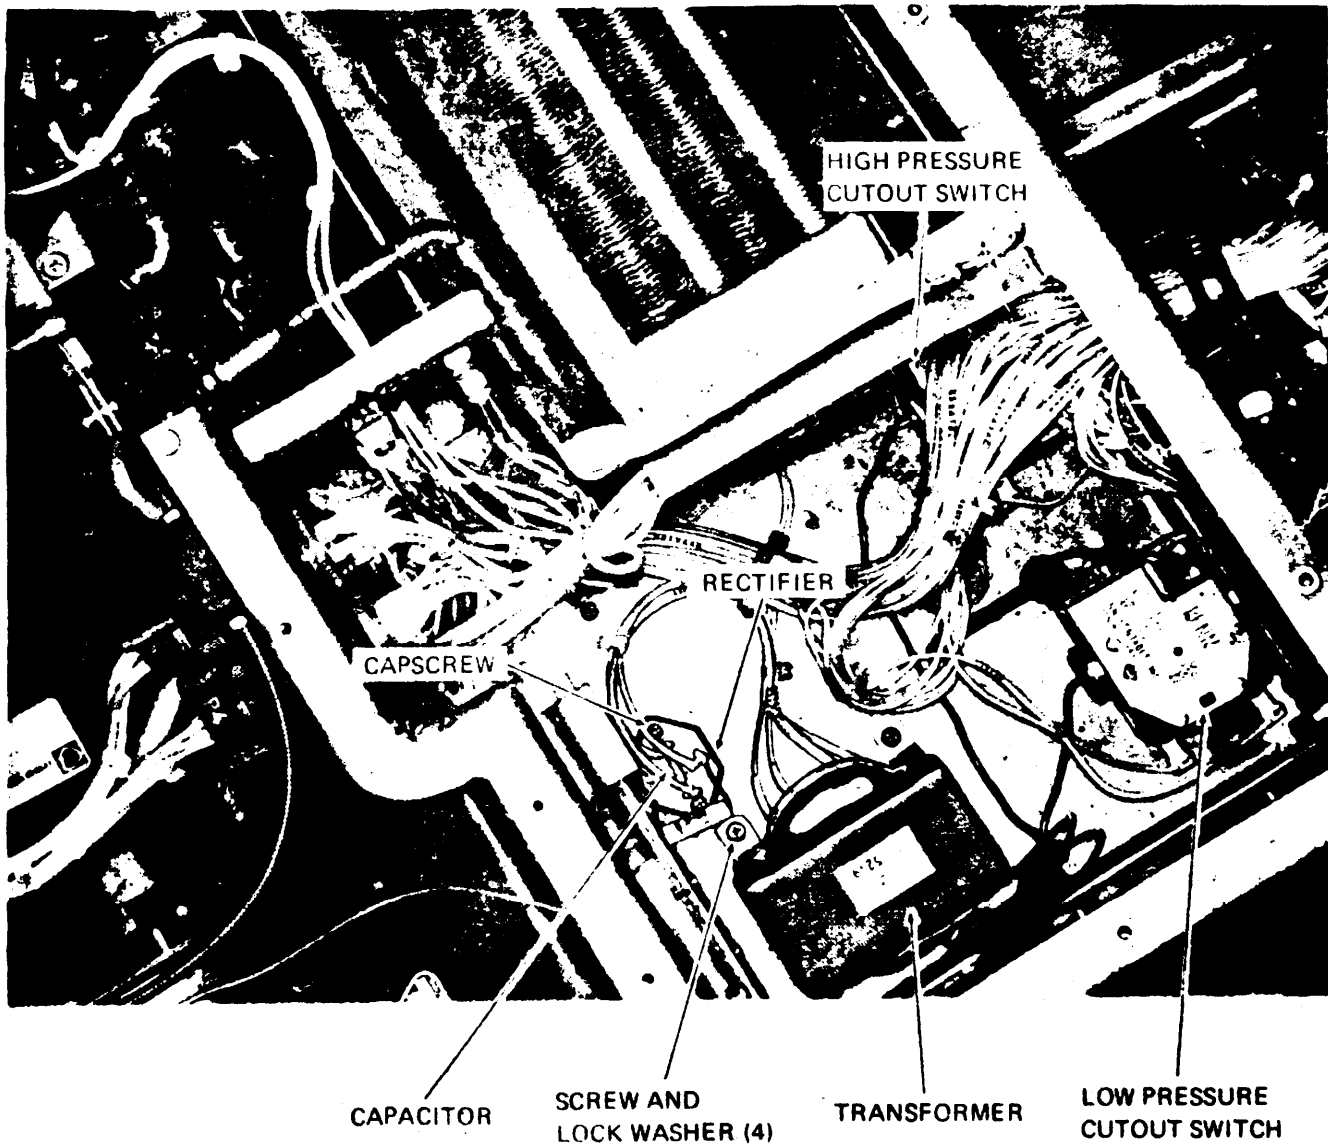 HIGH PRESSURE
CUTOUT SWITCH
RECTIFIER
CAPSCREW
CAPACITOR
SCREW AND
LOCK WASHER (4)
TRANSFORMER
LOW PRESSURE
CUTOUT SWITCH